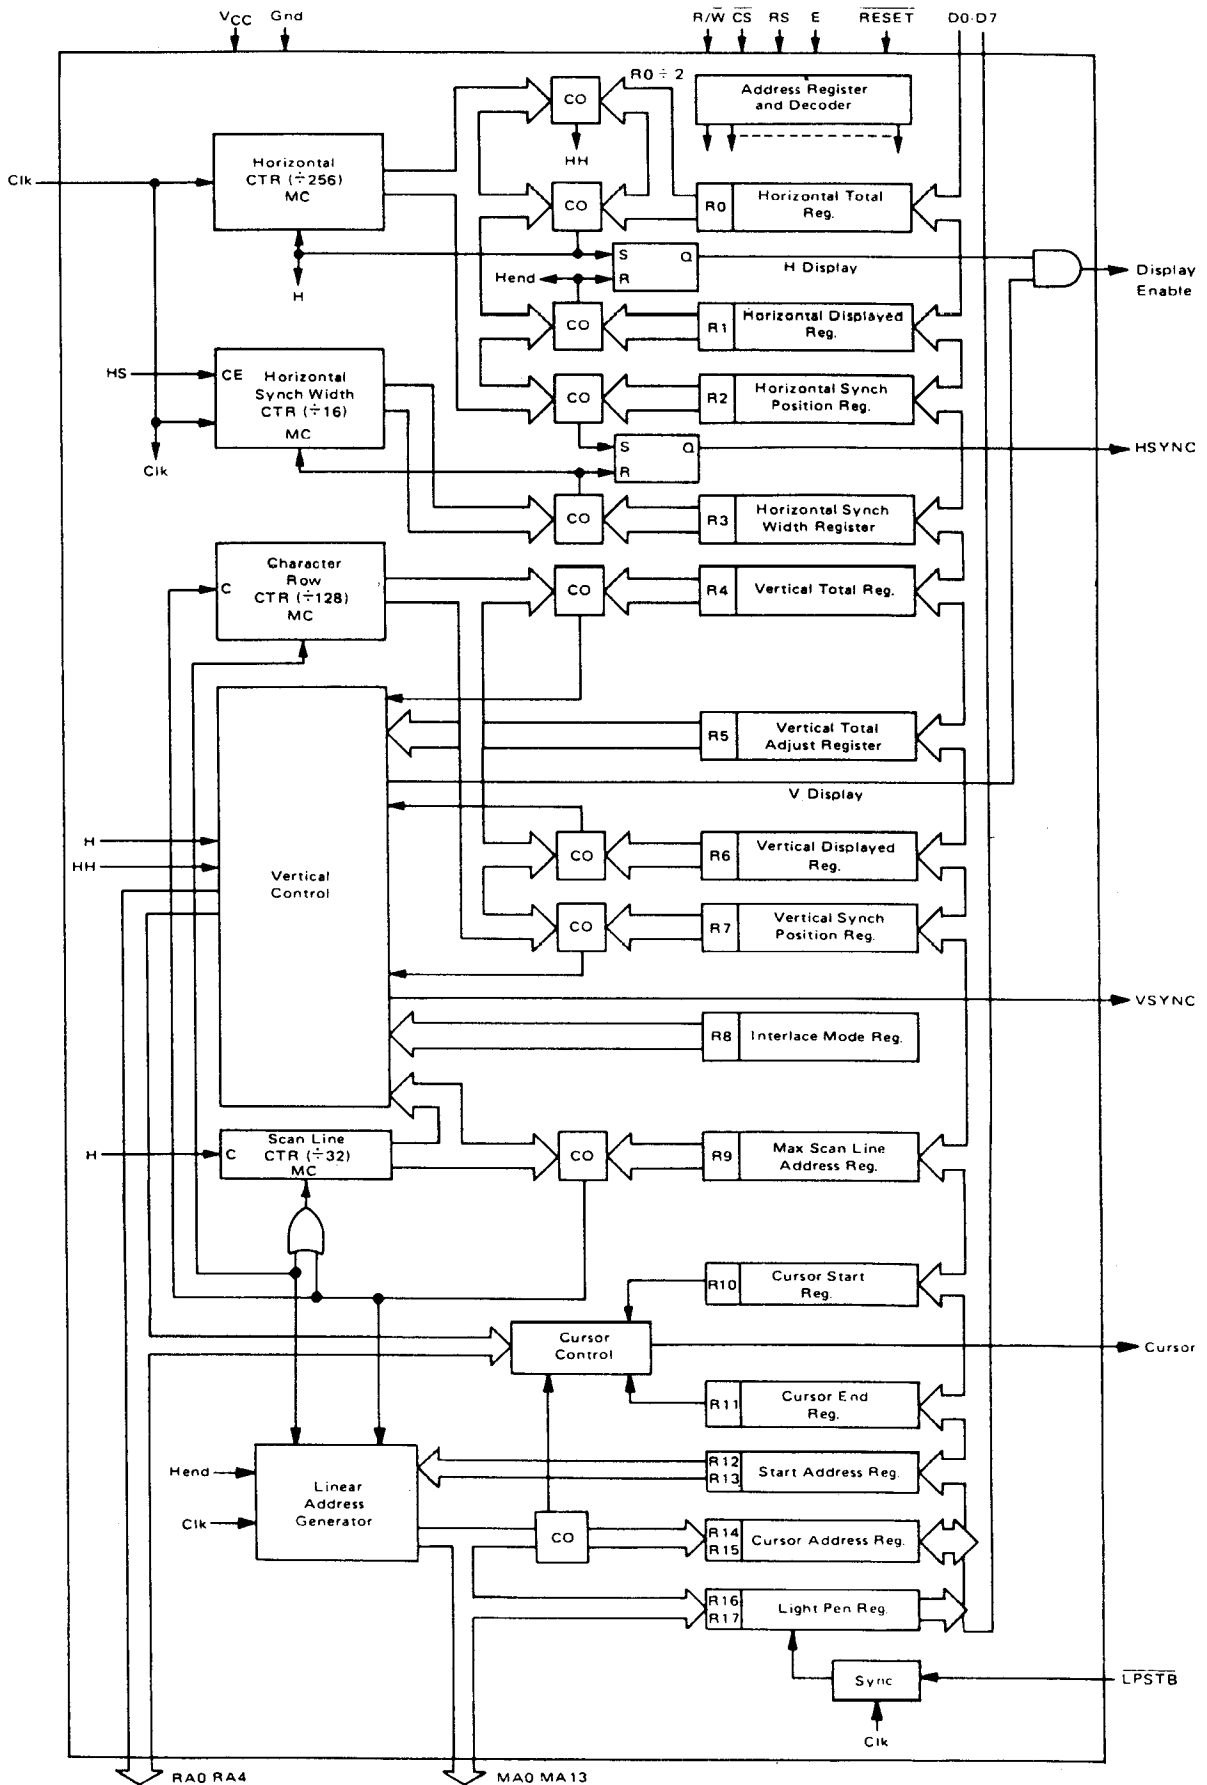 VCC Gnd R/W CS RS E RESET D0-D7
CO
R0 ÷ 2
Address Register
and Decoder
HH
Clk
Horizontal
CTR (÷256)
MC
CO
R0 Horizontal Total
Reg.
H
S Q
R
H Display
Hend
Display
Enable
CO
R1 Horizontal Displayed
Reg.
HS
CE Horizontal
Synch Width
CTR (÷16)
MC
CO
R2 Horizontal Synch
Position Reg.
Clk
S Q
R
HSYNC
CO
R3 Horizontal Synch
Width Register
C
Character
Row
CTR (÷128)
MC
CO
R4 Vertical Total Reg.
R5 Vertical Total
Adjust Register
V Display
H
HH
Vertical
Control
CO
R6 Vertical Displayed
Reg.
CO
R7 Vertical Synch
Position Reg.
VSYNC
R8 Interlace Mode Reg.
H
C
Scan Line
CTR (÷32)
MC
CO
R9 Max Scan Line
Address Reg.
R10 Cursor Start
Reg.
Cursor
Control
Cursor
R11 Cursor End
Reg.
Hend
Clk
Linear
Address
Generator
R12
R13
Start Address Reg.
CO
R14
R15
Cursor Address Reg.
R16
R17
Light Pen Reg.
Sync
LPSTB
Clk
RA0 RA4
MA0 MA13